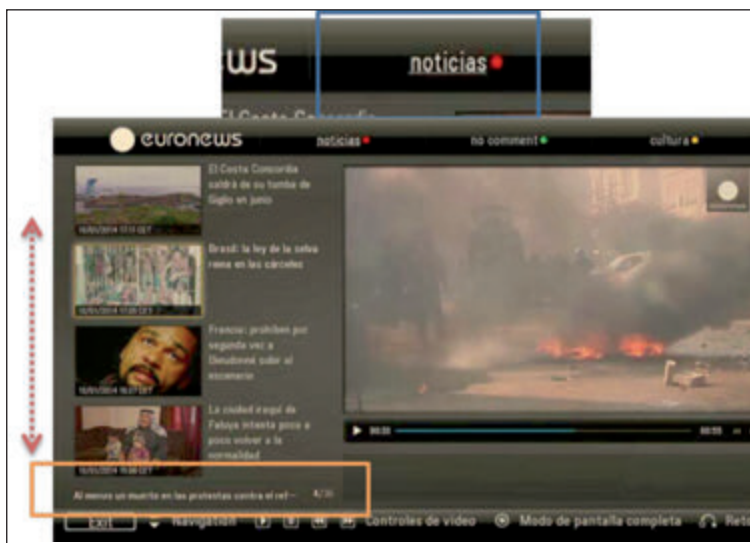 noticias
euronews
noticias
no comment
cultura
El Costa Concordia
saldrá de su tumba de
Giglio en junio
Brasil: la ley de la selva
reina en las cárceles
Francia: prohíben por
segunda vez a
Dieudonné subir al
escenario
La ciudad iraquí de
Faluya intenta poco a
poco volver a la
normalidad
Al menos un muerto en las protestas contra el ref
Exit
Navigation
Controles de video
Modo de pantalla completa